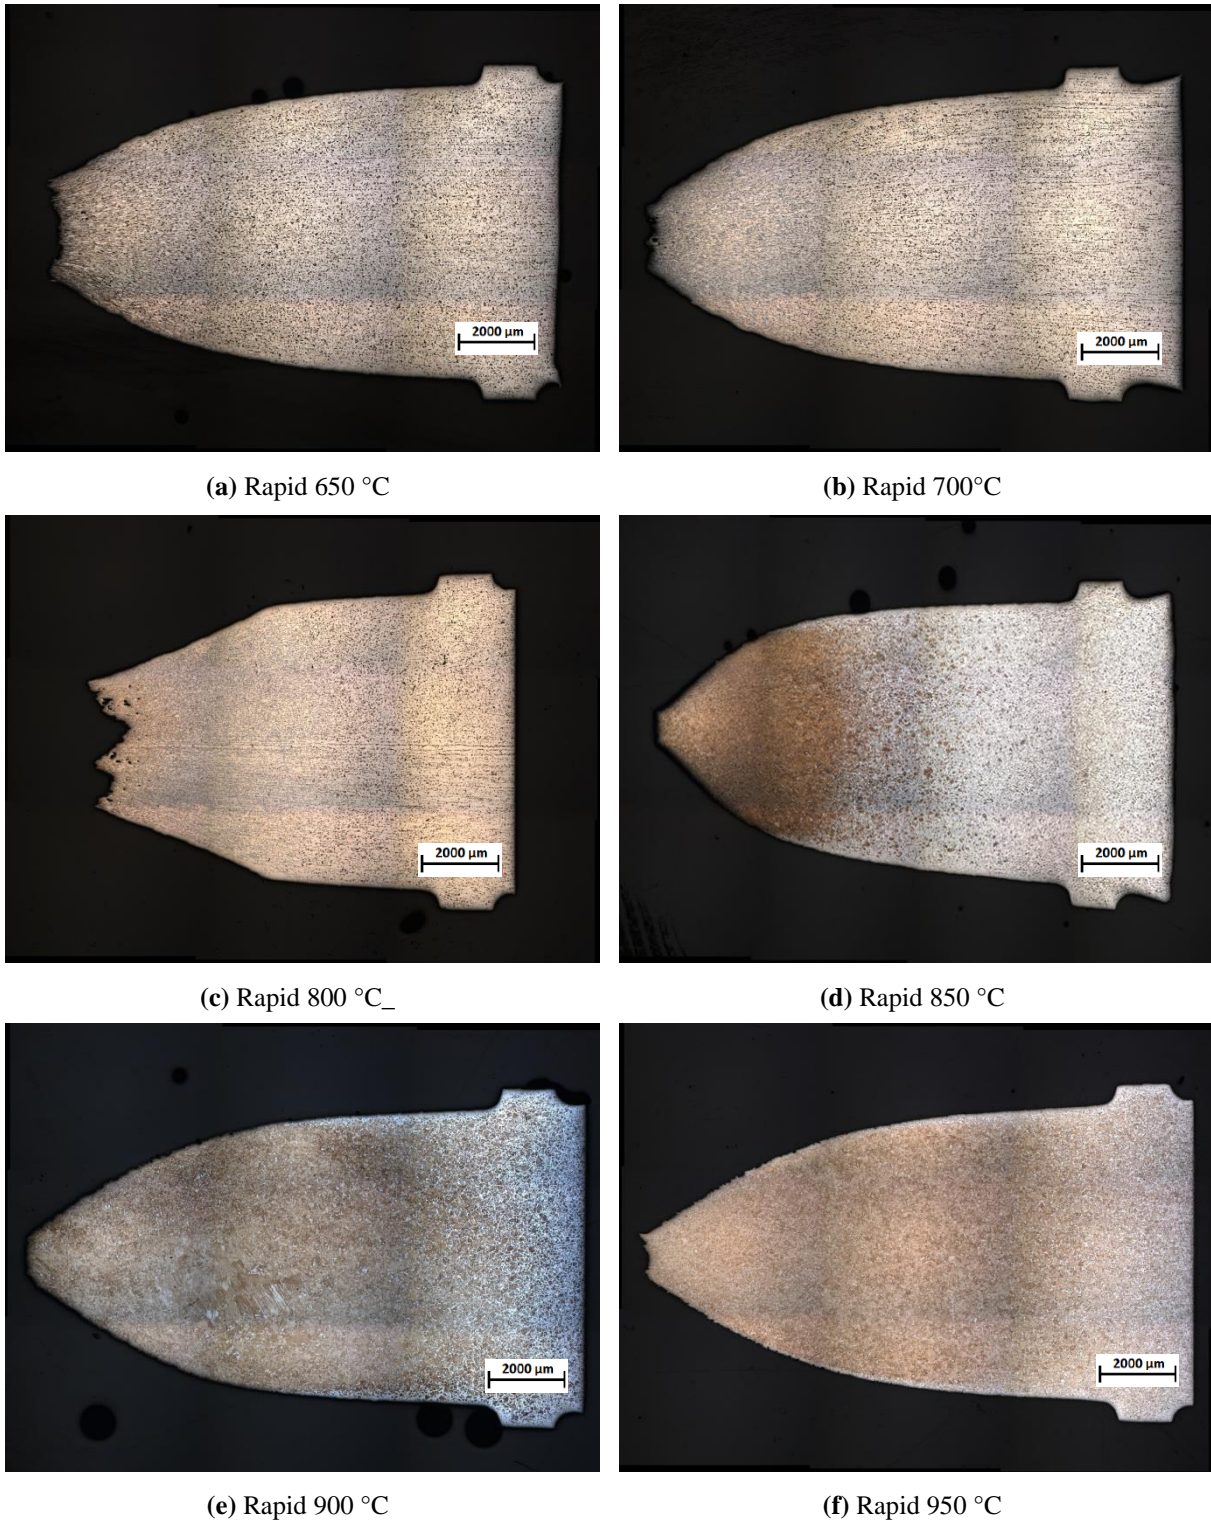 2000 µm
2000 µm
(a) Rapid 650 °C
(b) Rapid 700°C
2000 µm
2000 µm
(c) Rapid 800 °C_
(d) Rapid 850 °C
2000 µm
2000 µm
(e) Rapid 900 °C
(f) Rapid 950 °C